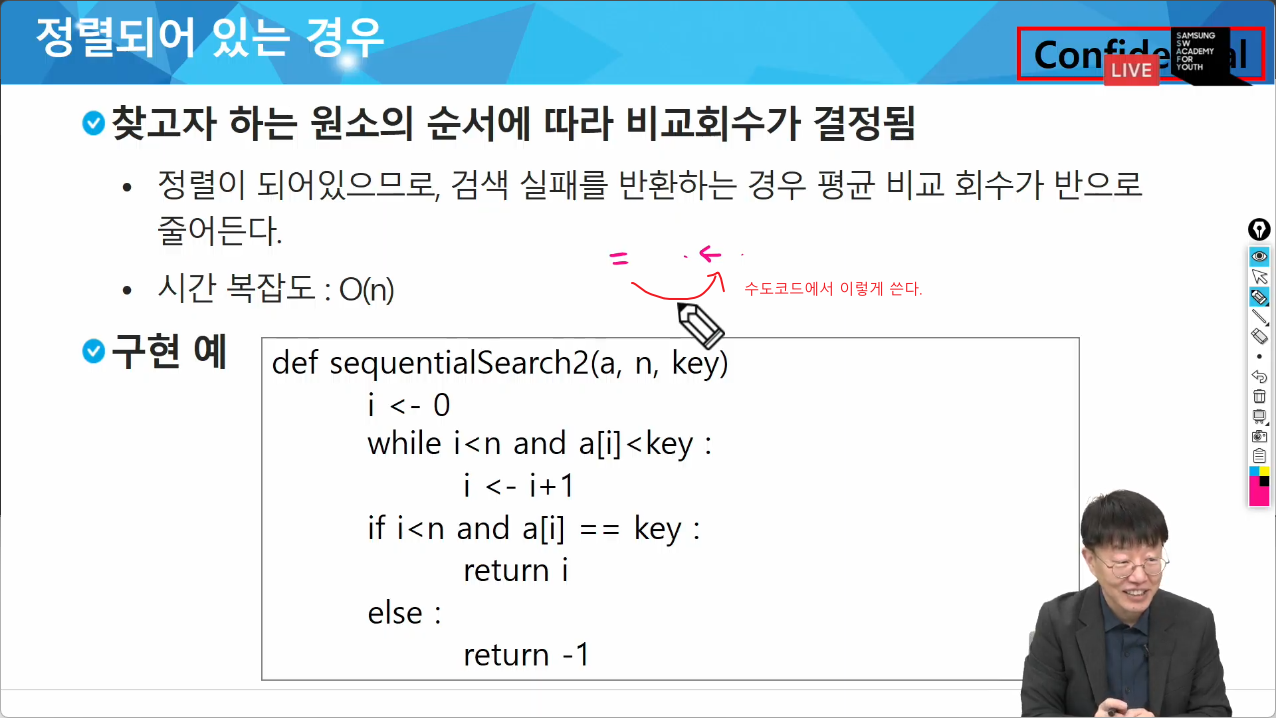 정렬되어 있는 경우
SAMSUNG
SW
ACADEMY
FOR
YOUTH
LIVE
찾고자 하는 원소의 순서에 따라 비교회수가 결정됨
• 정렬이 되어있으므로, 검색 실패를 반환하는 경우 평균 비교 회수가 반으로
줄어든다.
= ←
• 시간 복잡도 : O(n)
수도코드에서 이렇게 쓴다.
구현 예
def sequentialSearch2(a, n, key)
i <- 0
while i<n and a[i]<key :
i <- i+1
if i<n and a[i] == key :
return i
else :
return -1